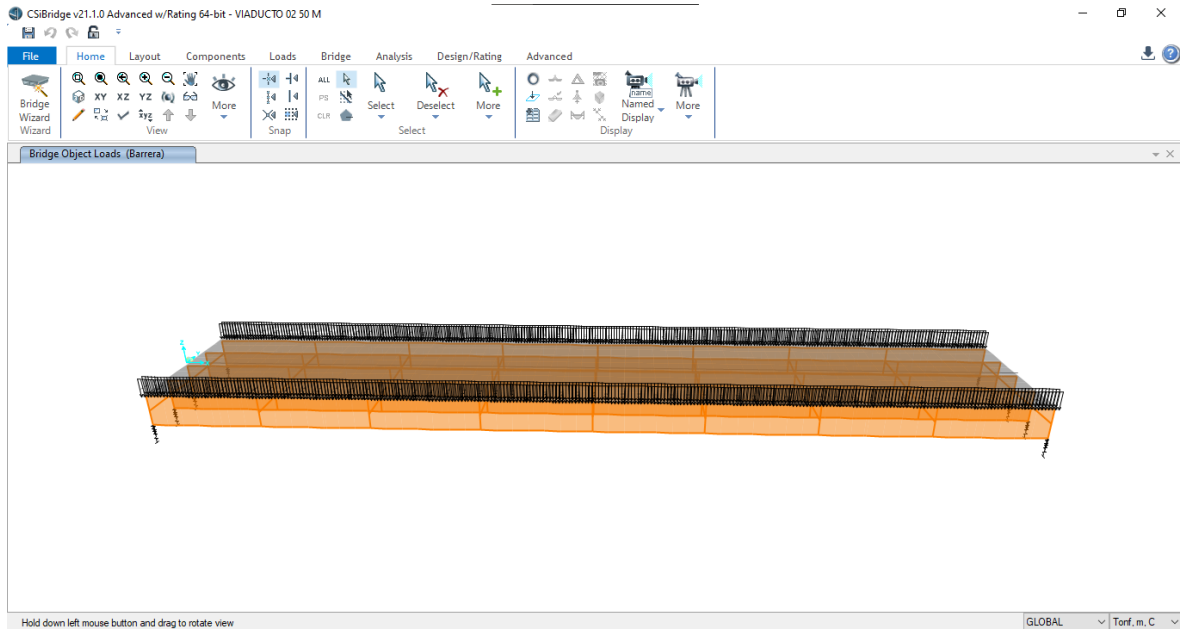 CSiBridge v21.1.0 Advanced w/Rating 64-bit - VIADUCTO 02 50 M
File Home Layout Components Loads Bridge Analysis Design/Rating Advanced
XY XZ YZ
xyz
ALL
PS
CLR
name
Bridge Wizard
More
Select
Deselect
More
Named Display
More
Wizard View Snap Select Display
Bridge Object Loads (Barrera)
Z
Hold down left mouse button and drag to rotate view
GLOBAL
Tonf, m, C